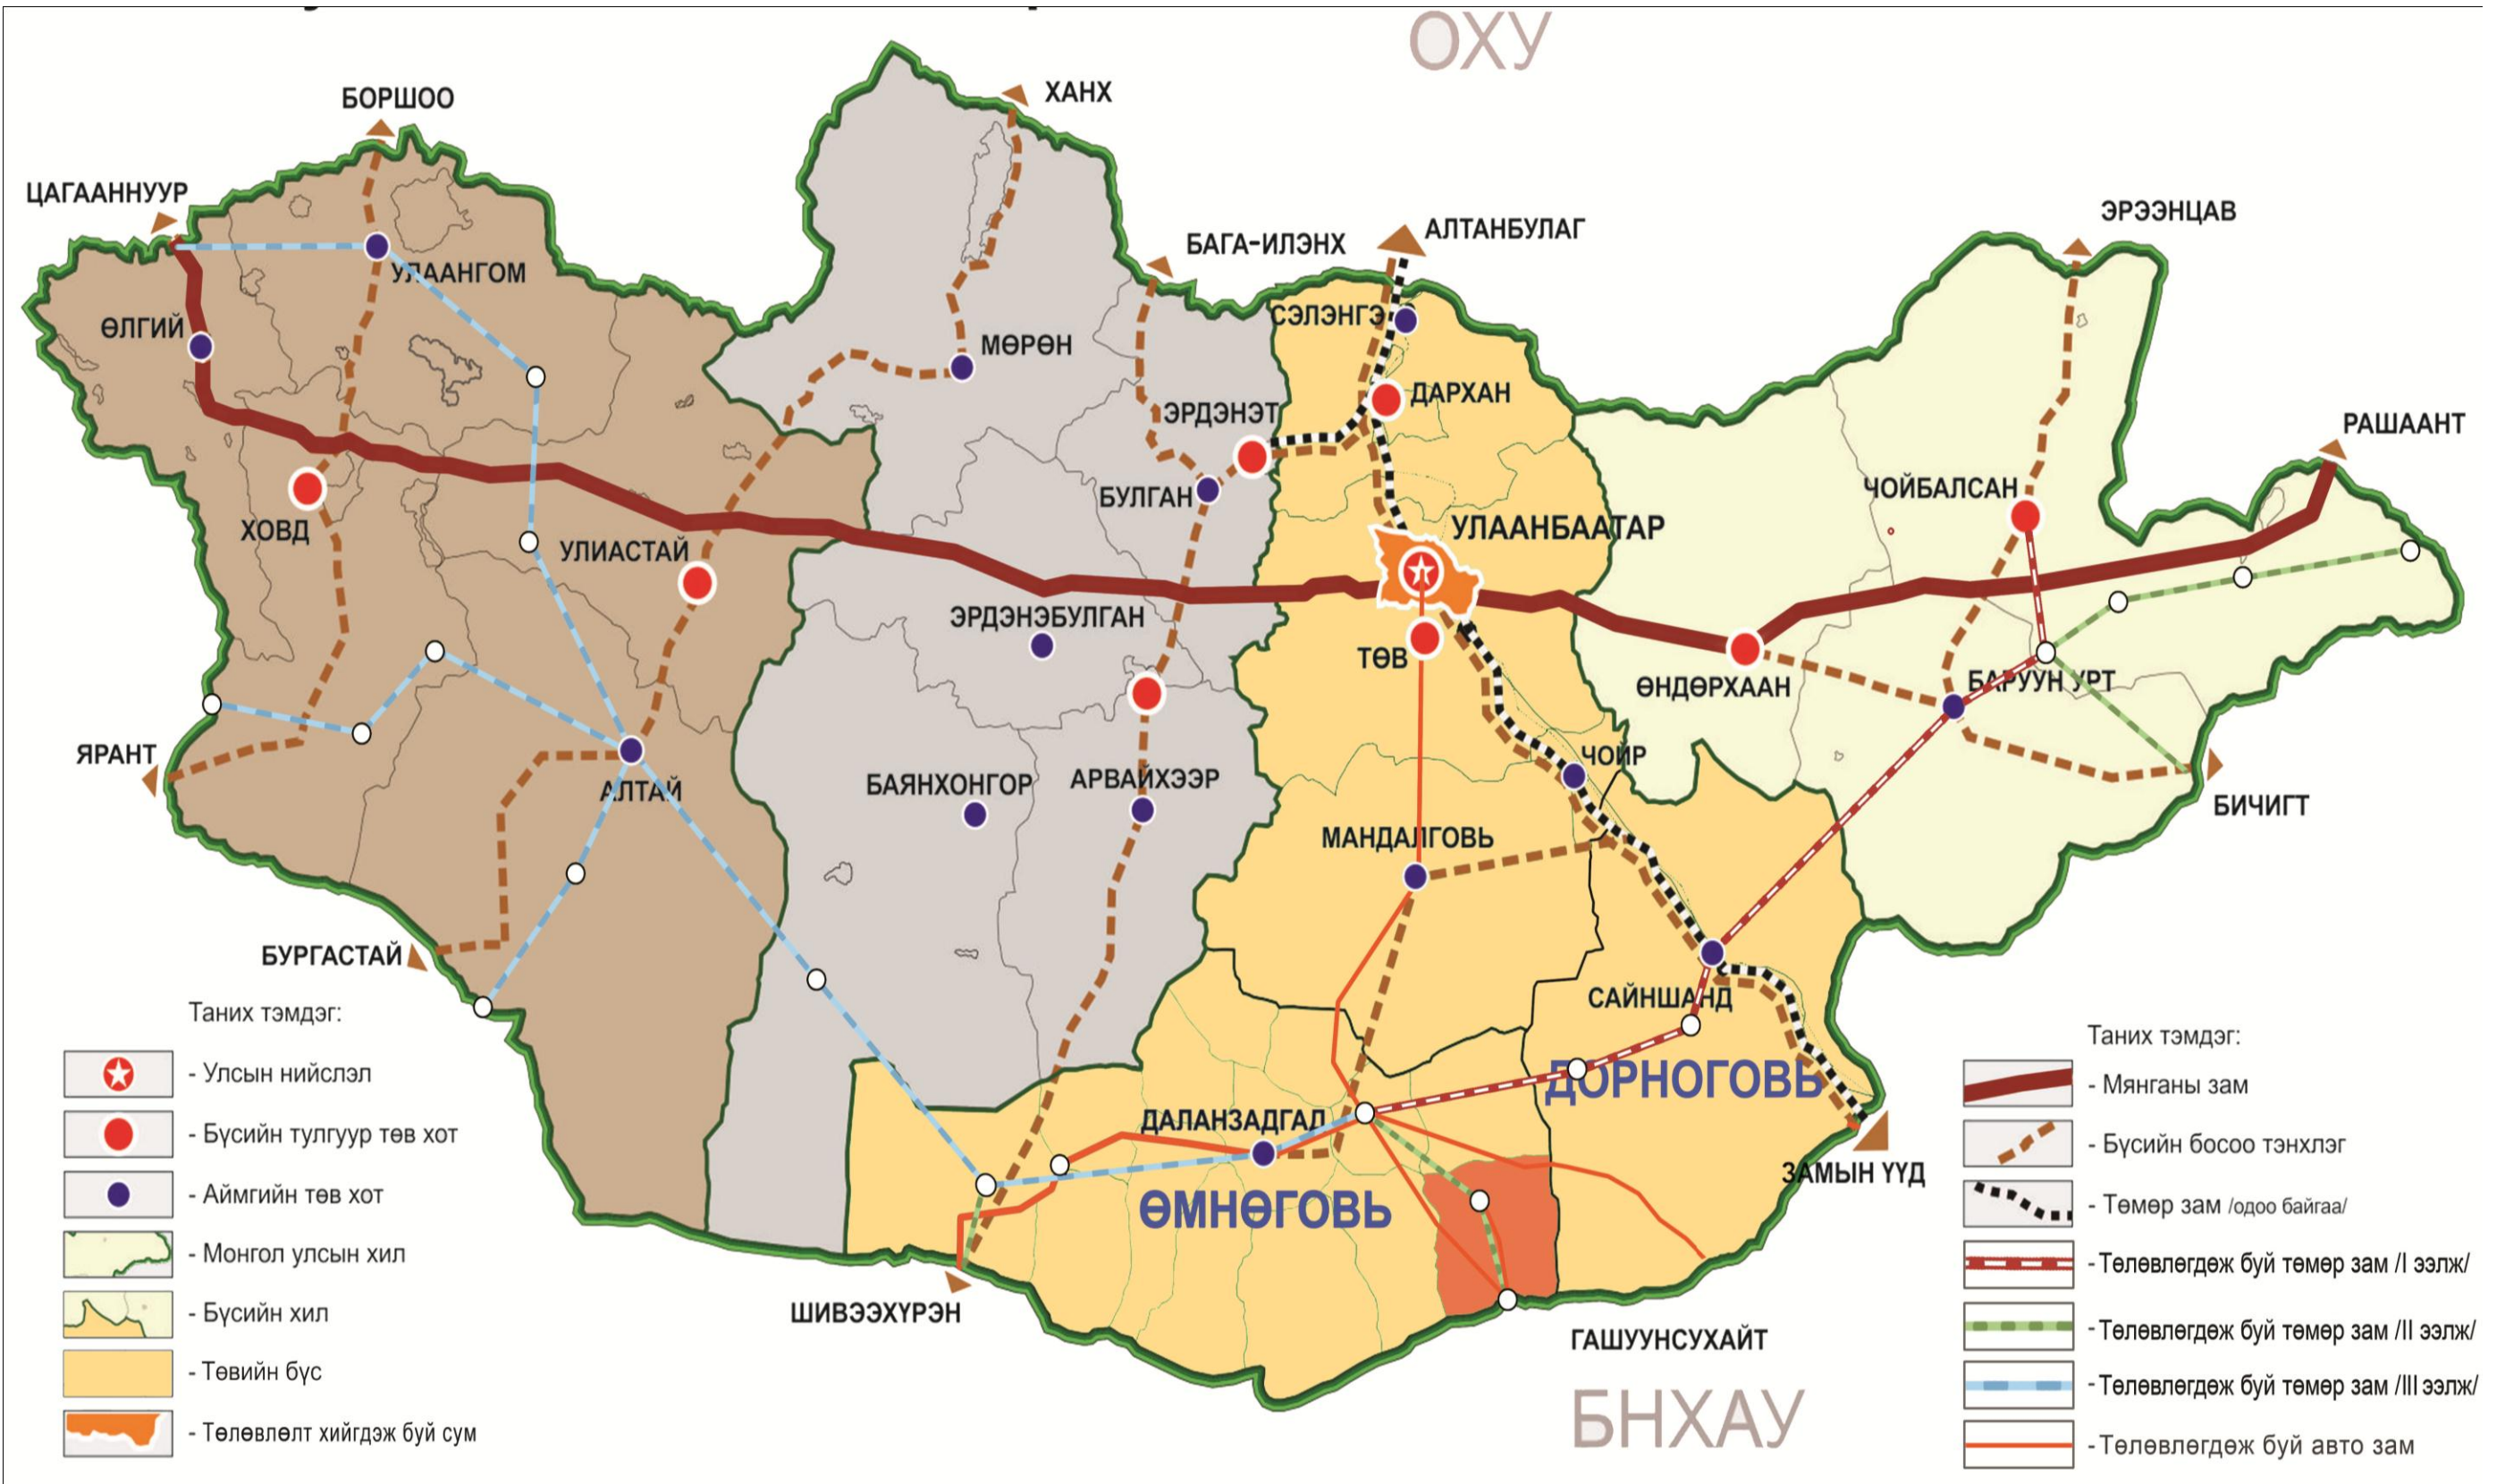 ОХУ
ХАНХ
БОРШОО
ЦАГААННУУР
ЭРЭЭНЦАВ
АЛТАНБУЛАГ
БАГА-ИЛЭНХ
УЛААНГОМ
СЭЛЭНГЭ
ӨЛГИЙ
МӨРӨН
ДАРХАН
ЭРДЭНЭТ
РАШААНТ
ЧОЙБАЛСАН
БУЛГАН
ХОВД
УЛААНБААТАР
УЛИАСТАЙ
ЭРДЭНЭБУЛГАН
ТӨВ
ӨНДӨРХААН
БАРУУН УРТ
ЯРАНТ
ЧОЙР
АЛТАЙ
БАЯНХОНГОР
АРВАЙХЭЭР
БИЧИГТ
МАНДАЛГОВЬ
БУРГАСТАЙ
САЙНШАНД
ДОРНОГОВЬ
ДАЛАНЗАДГАД
ЗАМЫН ҮҮД
ӨМНӨГОВЬ
ШИВЭЭХҮРЭН
ГАШУУНСУХАЙТ
БНХАУ
Таних тэмдэг:
- Улсын нийслэл
- Бүсийн тулгуур төв хот
- Аймгийн төв хот
- Монгол улсын хил
- Бүсийн хил
- Төвийн бүс
- Төлөвлөлт хийгдэж буй сум
Таних тэмдэг:
- Мянганы зам
- Бүсийн босоо тэнхлэг
- Төмөр зам /одоо байгаа/
- Төлөвлөгдөж буй төмөр зам /I ээлж/
- Төлөвлөгдөж буй төмөр зам /II ээлж/
- Төлөвлөгдөж буй төмөр зам /III ээлж/
- Төлөвлөгдөж буй авто зам